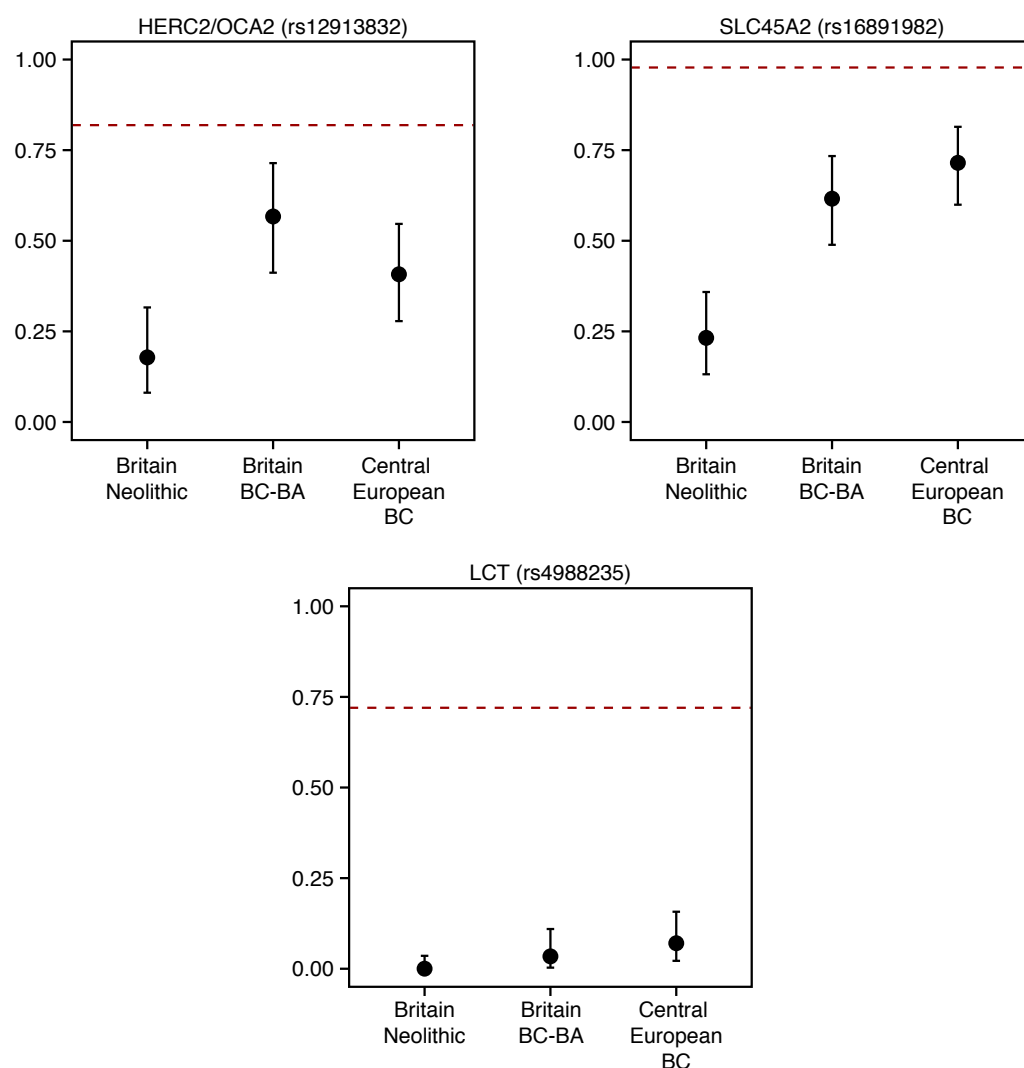 HERC2/OCA2 (rs12913832)
1.00
0.75
0.50
0.25
0.00
Britain
Neolithic
Britain
BC-BA
Central
European
BC
SLC45A2 (rs16891982)
1.00
0.75
0.50
0.25
0.00
Britain
Neolithic
Britain
BC-BA
Central
European
BC
LCT (rs4988235)
1.00
0.75
0.50
0.25
0.00
Britain
Neolithic
Britain
BC-BA
Central
European
BC